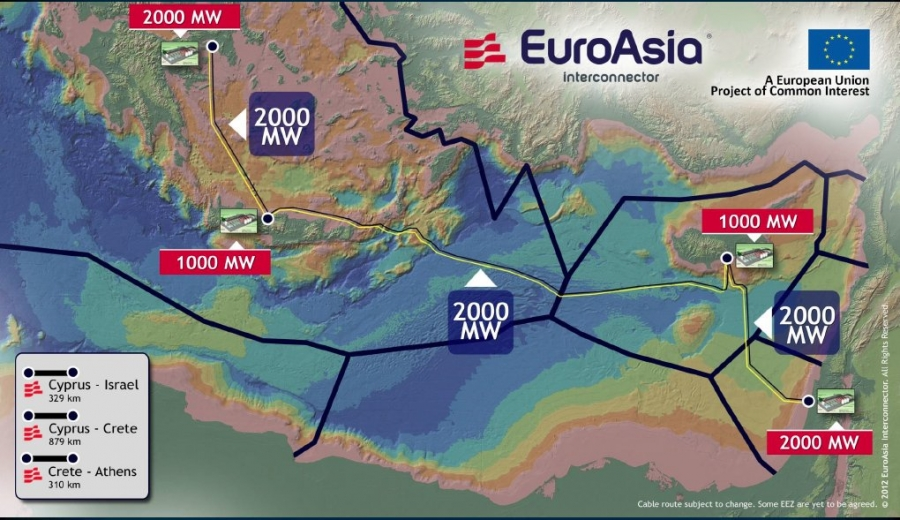 2000 MW
EuroAsia
interconnector
A European Union
Project of Common Interest
2000
MW
1000 MW
1000 MW
2000
MW
2000
MW
Cyprus - Israel
329 km
Cyprus - Crete
879 km
Crete - Athens
310 km
2000 MW
Cable route subject to change. Some EEZ are yet to be agreed.
© 2012 EuroAsia Interconnector. All Rights Reserved.